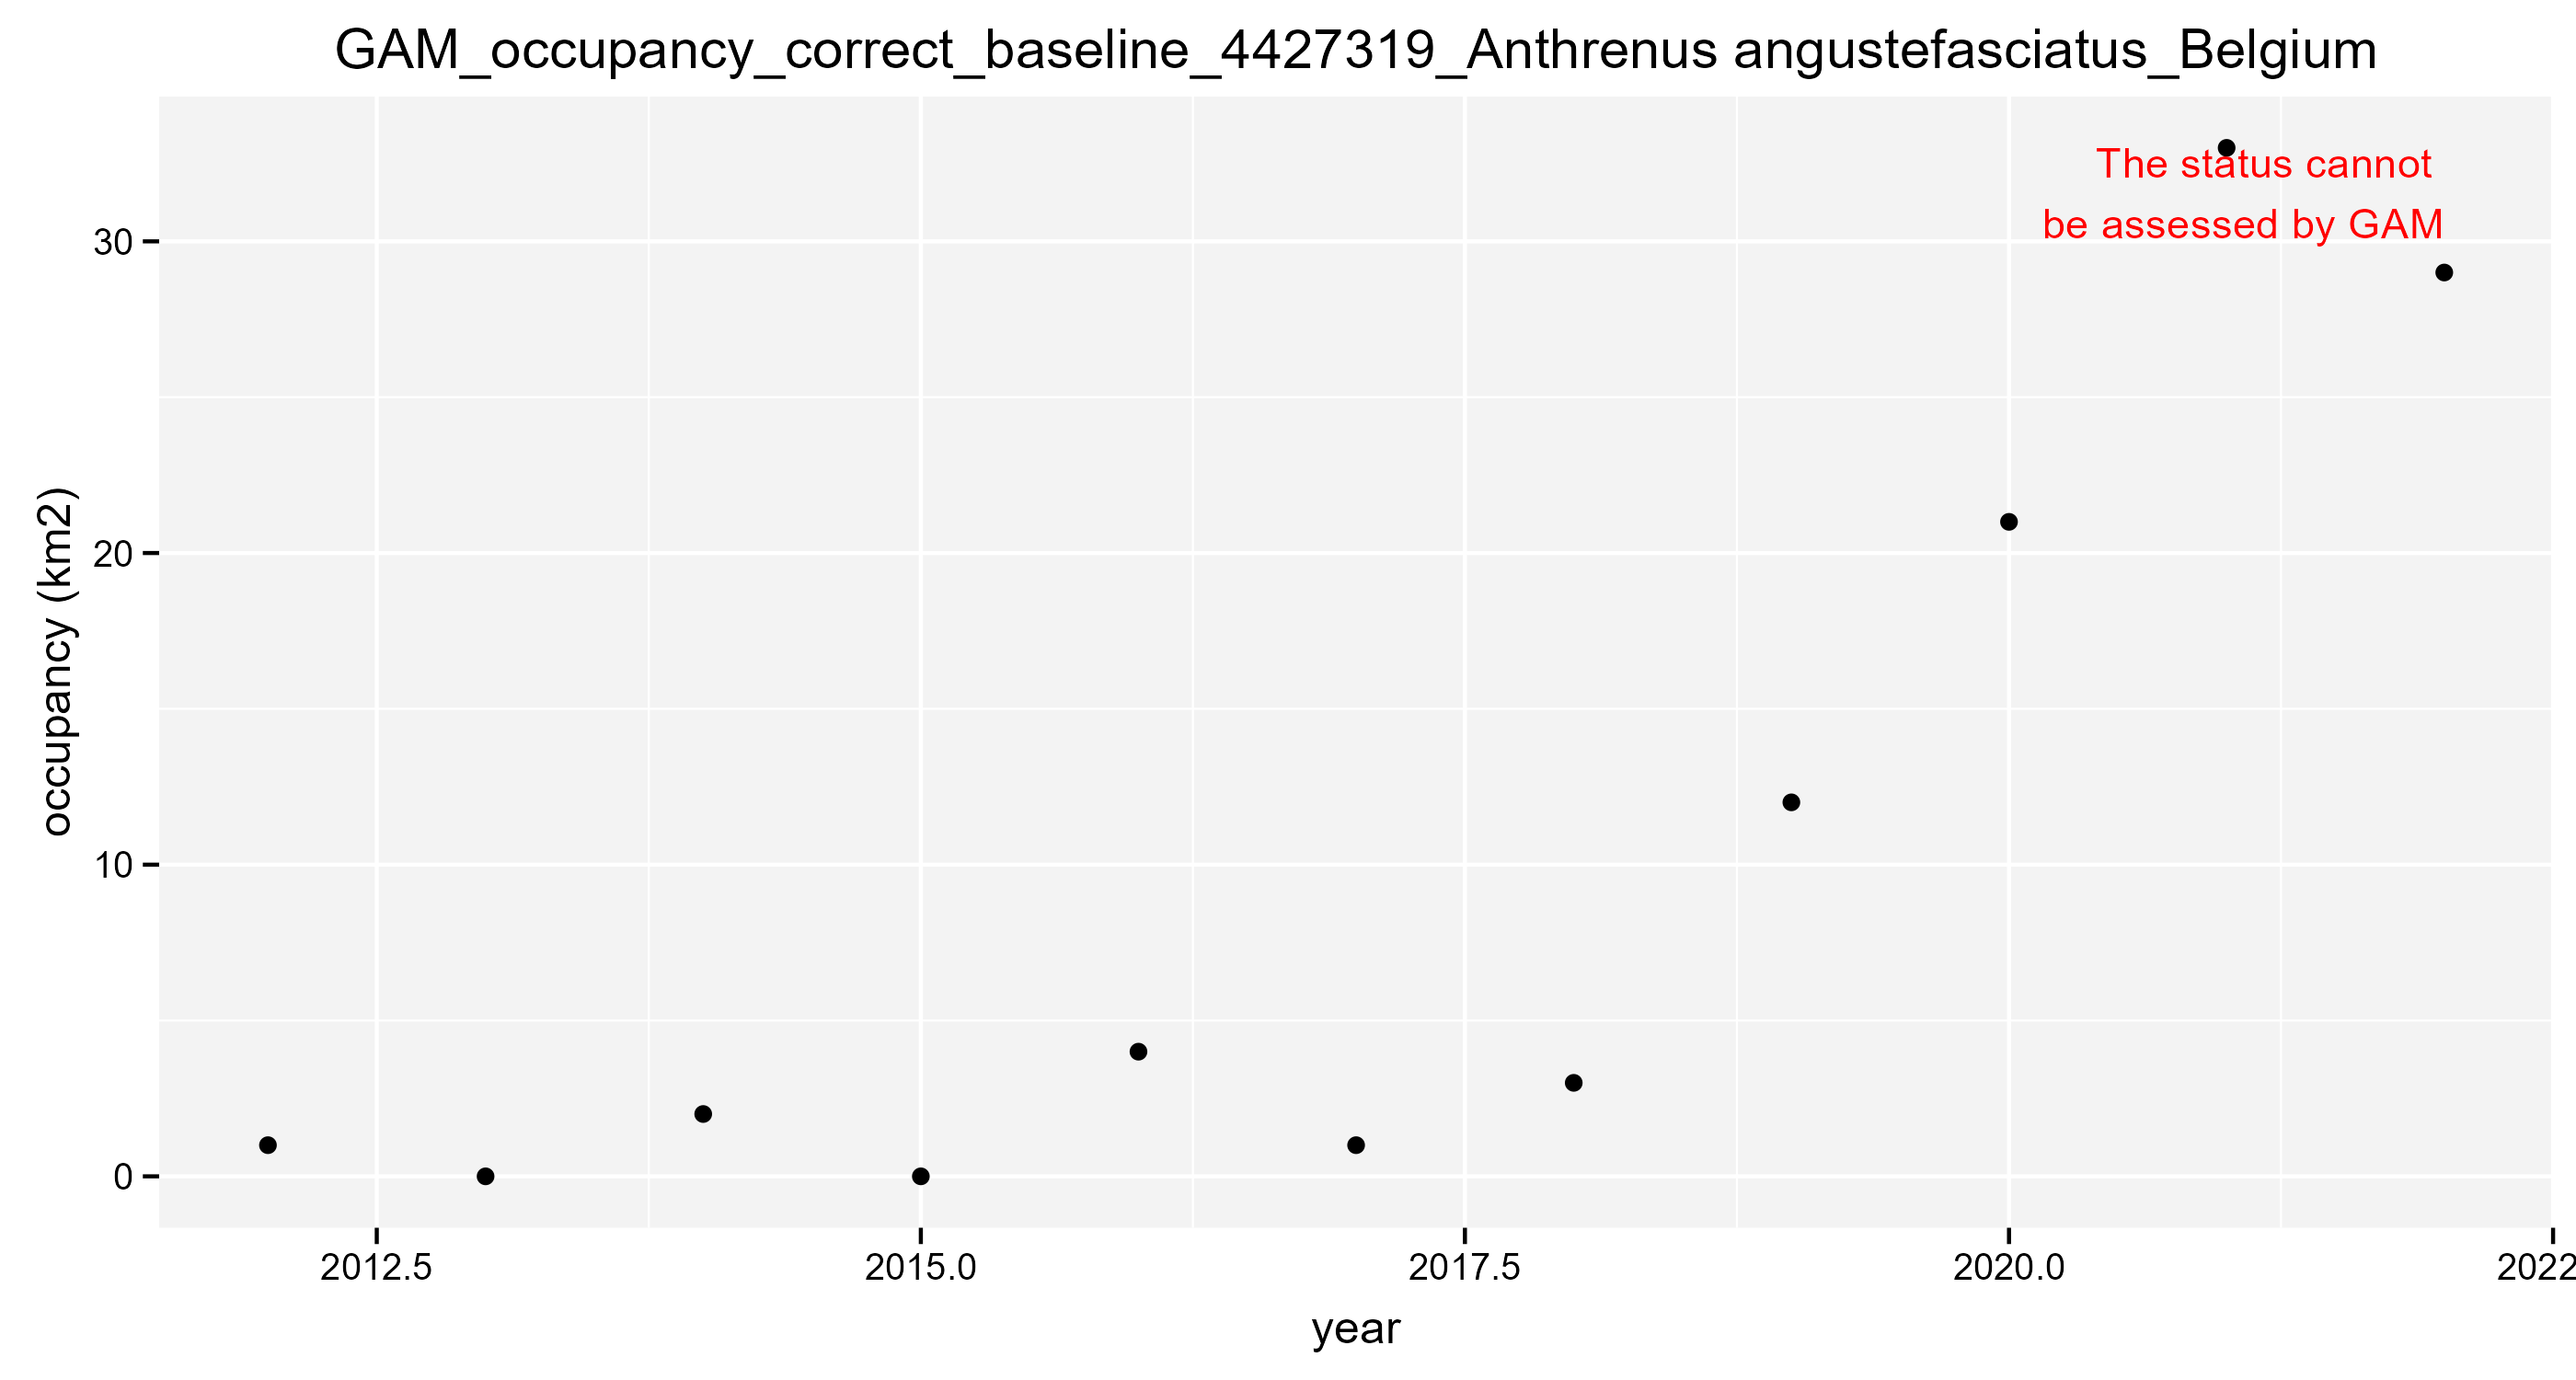 GAM_occupancy_correct_baseline_4427319_Anthrenus angustefasciatus_Belgium
The status cannot
be assessed by GAM
30
20
10
0
occupancy (km2)
2012.5
2015.0
2017.5
2020.0
2022
year